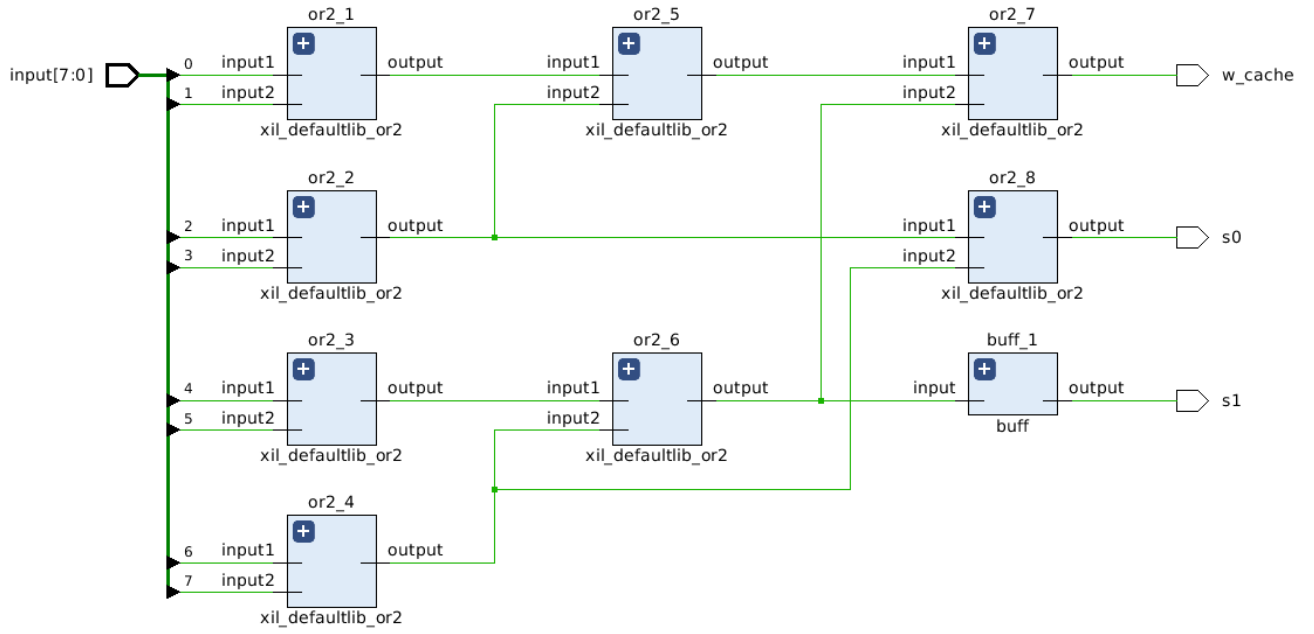 or2_1 or2_5 or2_7
input[7:0] 0 input1 output input1 output input1 output w_cache
1 input2 input2 input2
xil_defaultlib_or2 xil_defaultlib_or2 xil_defaultlib_or2
or2_2 or2_8
2 input1 output input1 output s0
3 input2 input2
xil_defaultlib_or2 xil_defaultlib_or2
or2_3 or2_6 buff_1
4 input1 output input1 output input output s1
5 input2 input2 buff
xil_defaultlib_or2 xil_defaultlib_or2
or2_4
6 input1 output
7 input2
xil_defaultlib_or2